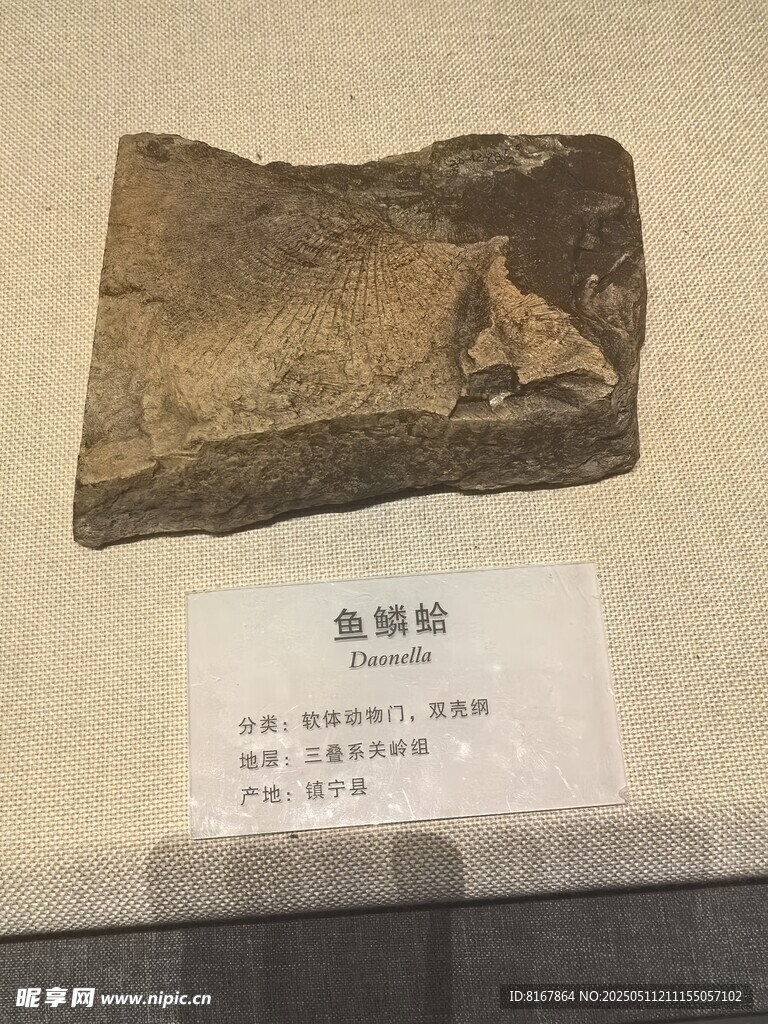 鱼鳞蛤
Daonella
分类：软体动物门，双壳纲
地层：三叠系关岭组
产地：镇宁县
昵享网 www.nipic.cn
ID:8167864 NO:20250511211155057102